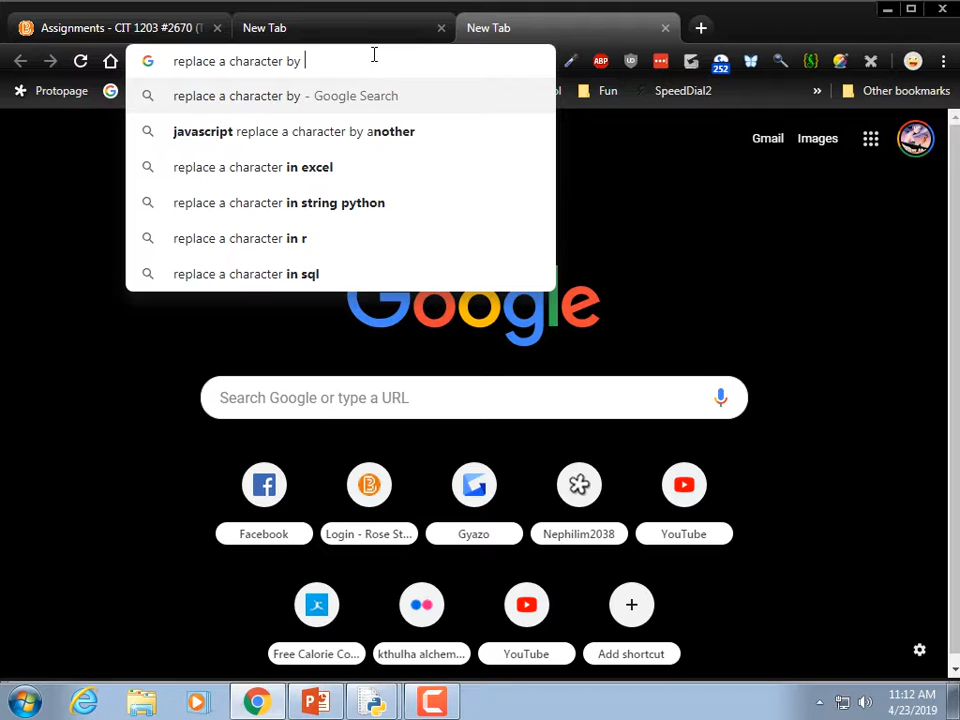 Assignments - CIT 1203 #2670 (T
New Tab
New Tab
replace a character by
ABP
UD
252
Protopage
Fun
SpeedDial2
»
Other bookmarks
replace a character by - Google Search
javascript replace a character by another
replace a character in excel
replace a character in string python
replace a character in r
replace a character in sql
Gmail
Images
Google
Search Google or type a URL
Facebook
Login - Rose St...
Gyazo
Nephilim2038
YouTube
Free Calorie Co...
kthulha alchem...
YouTube
Add shortcut
11:12 AM
4/23/2019